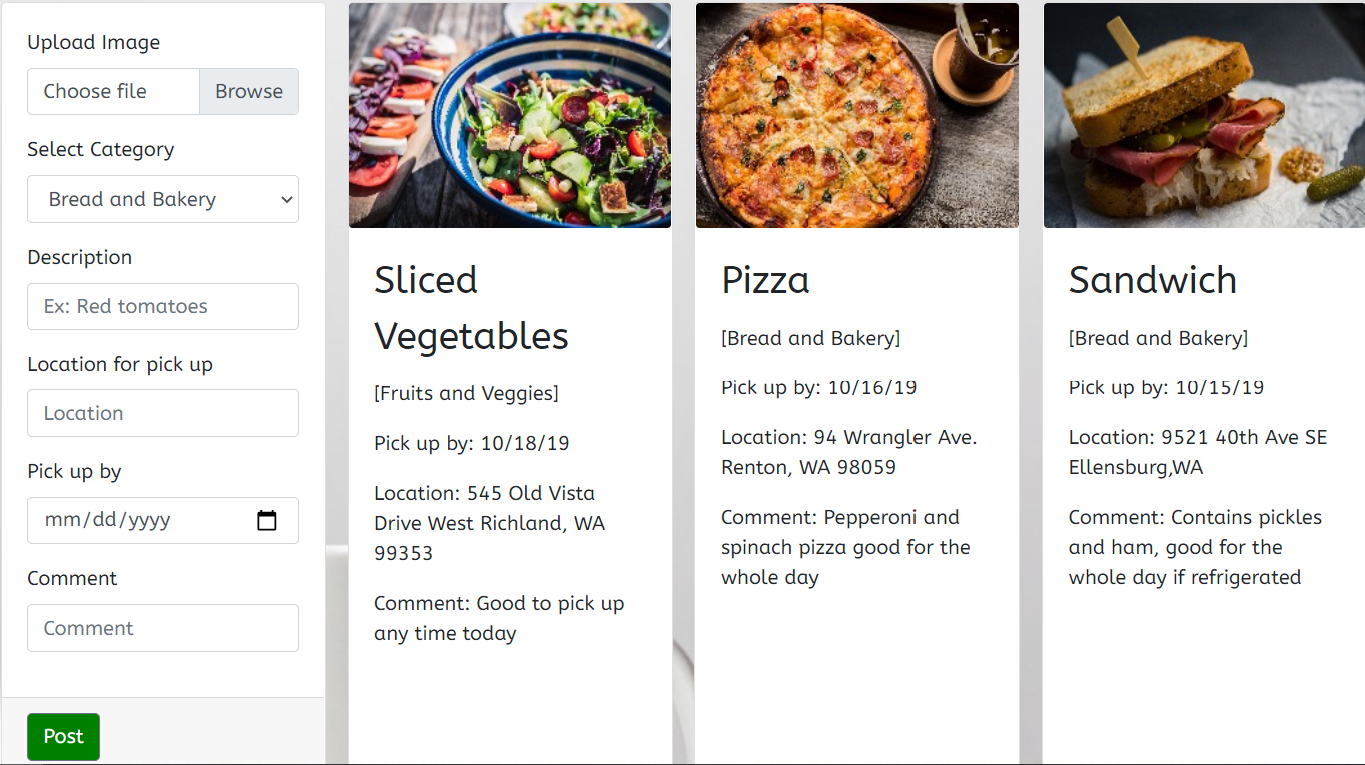 Upload Image
Choose file Browse
Select Category
Bread and Bakery
Description
Ex: Red tomatoes
Location for pick up
Location
Pick up by
mm/dd/yyyy
Comment
Comment
Post
Sliced
Vegetables
[Fruits and Veggies]
Pick up by: 10/18/19
Location: 545 Old Vista
Drive West Richland, WA
99353
Comment: Good to pick up
any time today
Pizza
[Bread and Bakery]
Pick up by: 10/16/19
Location: 94 Wrangler Ave.
Renton, WA 98059
Comment: Pepperoni and
spinach pizza good for the
whole day
Sandwich
[Bread and Bakery]
Pick up by: 10/15/19
Location: 9521 40th Ave SE
Ellensburg,WA
Comment: Contains pickles
and ham, good for the
whole day if refrigerated